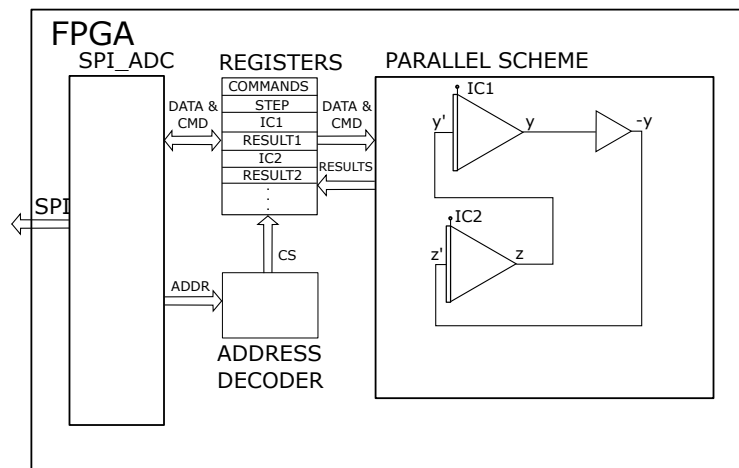 FPGA
SPI_ADC
REGISTERS
PARALLEL SCHEME
COMMANDS
STEP
IC1
RESULT1
IC2
RESULT2
DATA &
CMD
DATA &
CMD
RESULTS
SPI
CS
ADDR
ADDRESS
DECODER
IC1
y'
y
-y
IC2
z'
z